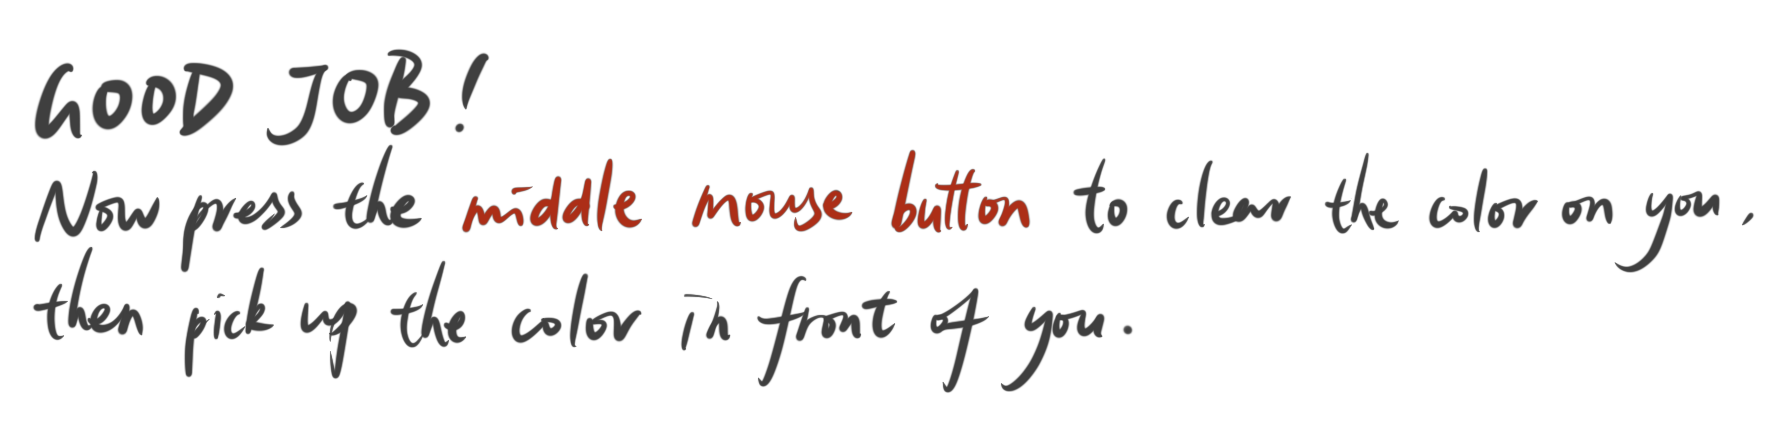 GOOD JOB!
Now press the middle mouse button to clear the color on you,
then pick up the color in front of you.